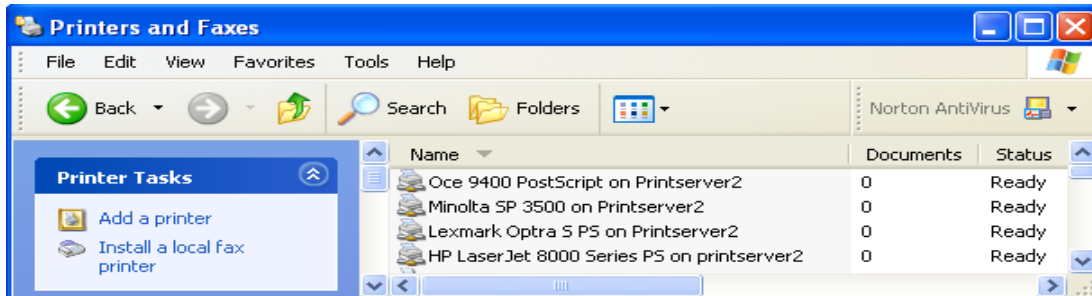 Printers and Faxes
File Edit View Favorites Tools Help
Back Search Folders Norton AntiVirus
Printer Tasks
Add a printer
Install a local fax
printer
Name Documents Status
Oce 9400 PostScript on Printserver2 0 Ready
Minolta SP 3500 on Printserver2 0 Ready
Lexmark Optra S PS on Printserver2 0 Ready
HP LaserJet 8000 Series PS on printserver2 0 Ready